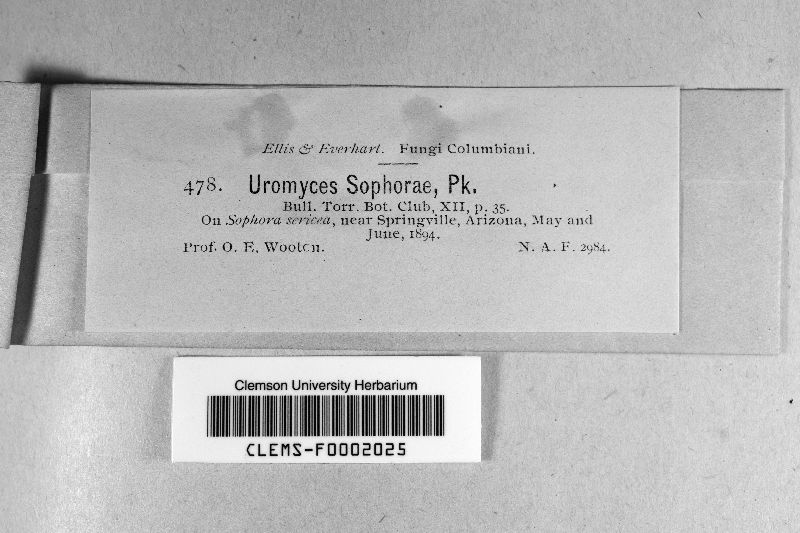 Ellis & Everhart. Fungi Columbiani.
478. Uromyces Sophorae, Pk.
Bull. Torr. Bot. Club, XII, p. 35.
On Sophora sericea, near Springville, Arizona, May and
June, 1894.
Prof. O. E. Wooten. N. A. F. 2984.
Clemson University Herbarium
CLEMS-F0002025